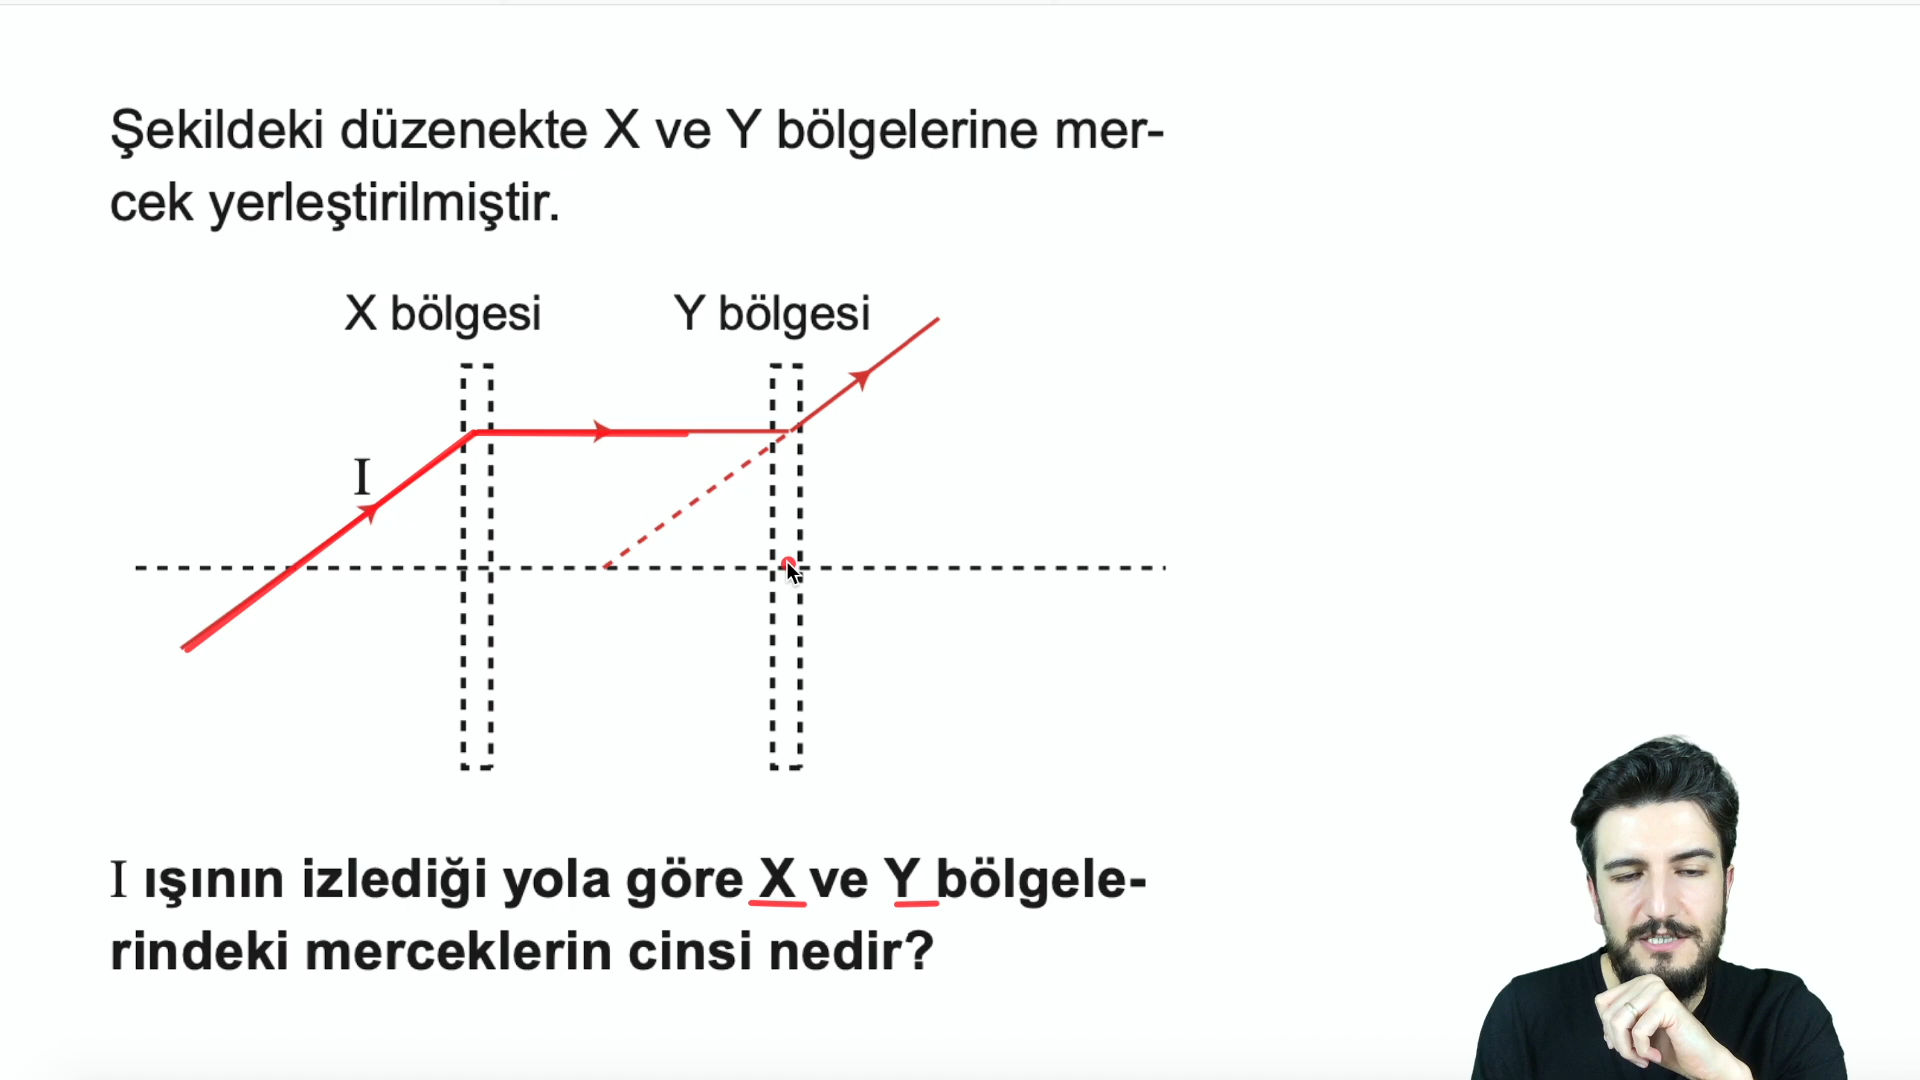 Şekildeki düzenekte X ve Y bölgelerine mer-
cek yerleştirilmiştir.
X bölgesi
Y bölgesi
I
I ışının izlediği yola göre X ve Y bölgele-
rindeki merceklerin cinsi nedir?